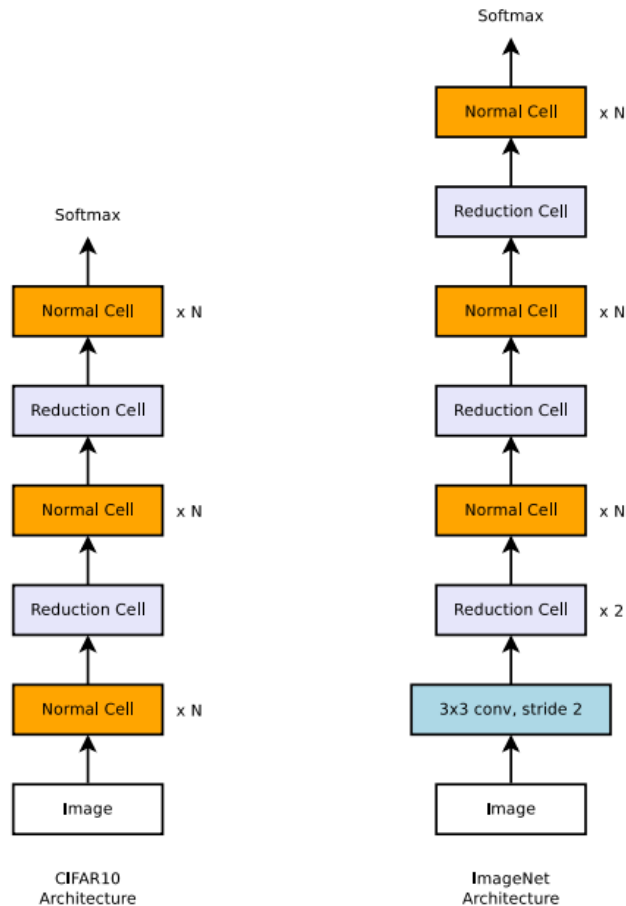 Softmax
Normal Cell x N
Reduction Cell
Normal Cell x N
Reduction Cell
Normal Cell x N
Image
CIFAR10
Architecture
Softmax
Normal Cell x N
Reduction Cell
Normal Cell x N
Reduction Cell
Normal Cell x N
Reduction Cell x 2
3x3 conv, stride 2
Image
ImageNet
Architecture